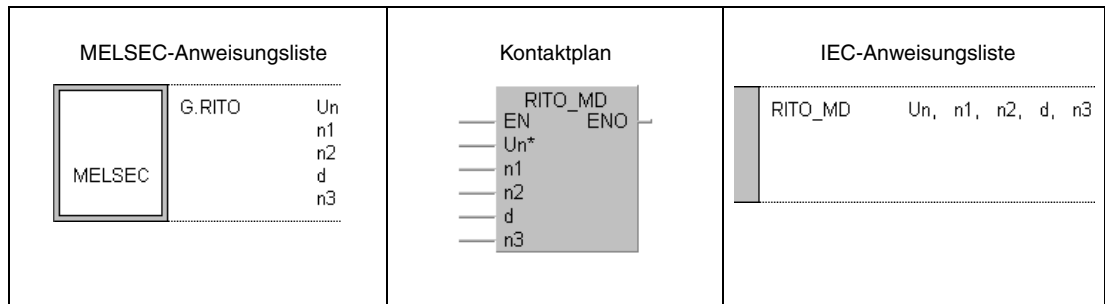 MELSEC-Anweisungsliste
MELSEC
G.RITO Un
n1
n2
d
n3
Kontaktplan
RITO_MD
EN ENO
Un*
n1
n2
d
n3
IEC-Anweisungsliste
RITO_MD Un, n1, n2, d, n3